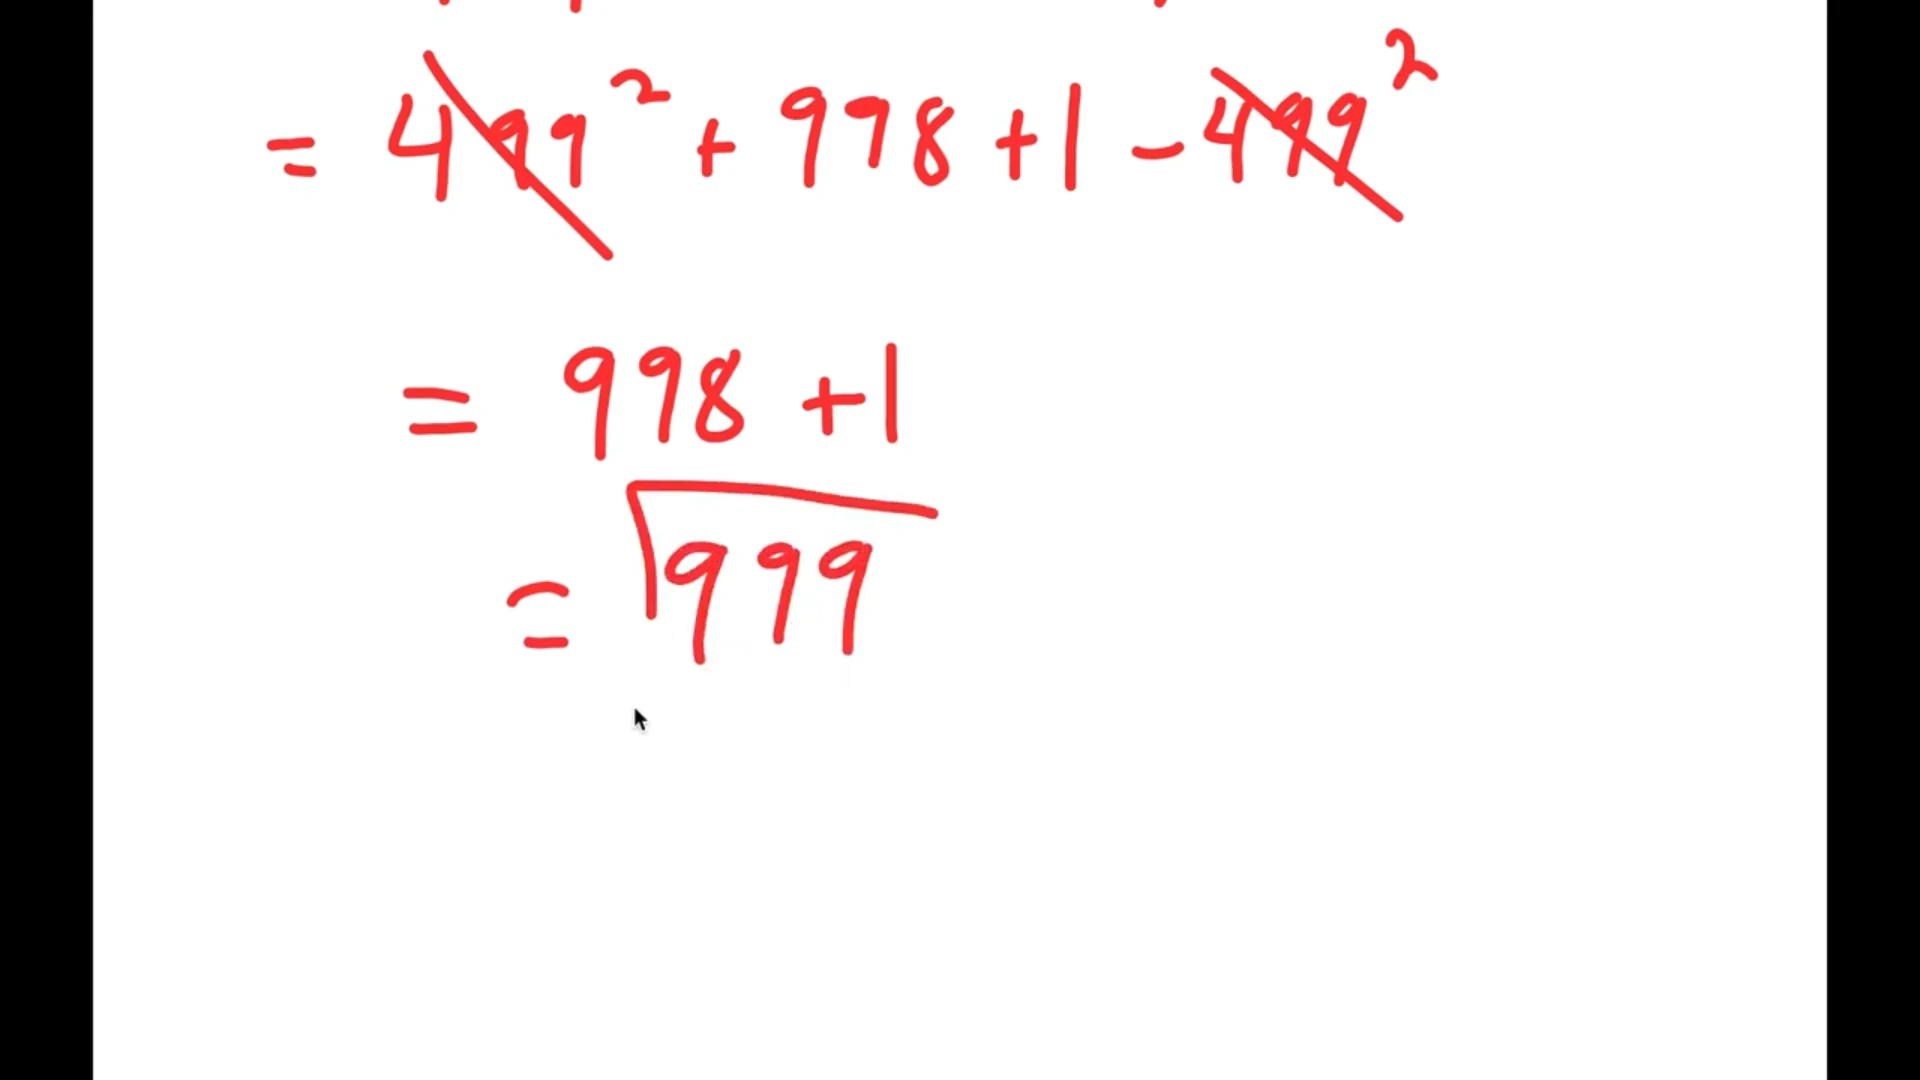 = 499² + 998 + 1 - 499²
= 998 + 1
= 999